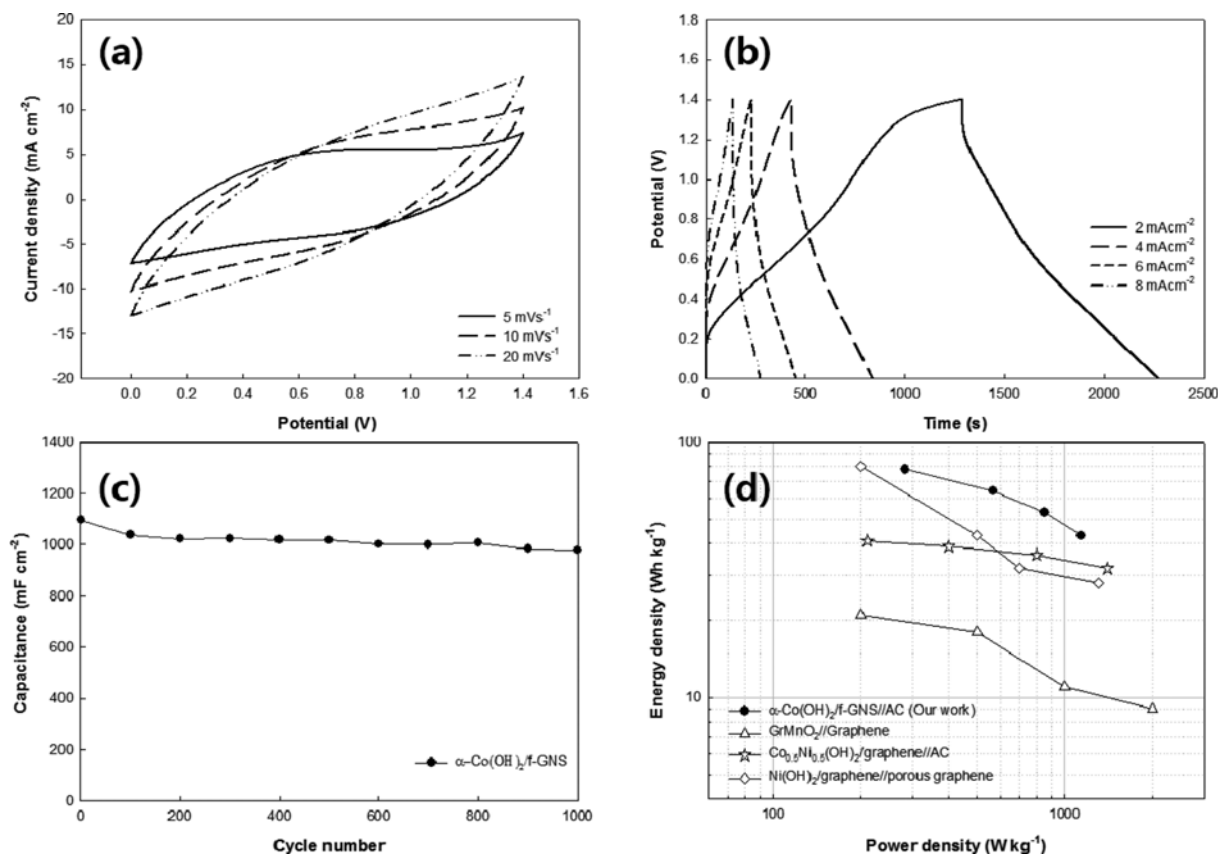 (a)
20
15
10
5
0
-5
-10
-15
-20
Current density (mA cm⁻²)
5 mVs⁻¹
10 mVs⁻¹
20 mVs⁻¹
0.0 0.2 0.4 0.6 0.8 1.0 1.2 1.4 1.6
Potential (V)
(b)
1.8
1.6
1.4
1.2
1.0
0.8
0.6
0.4
0.2
0.0
Potential (V)
2 mAcm⁻²
4 mAcm⁻²
6 mAcm⁻²
8 mAcm⁻²
0 500 1000 1500 2000 2500
Time (s)
(c)
1400
1200
1000
800
600
400
200
0
Capacitance (mF cm⁻²)
α-Co(OH)₂/f-GNS
0 200 400 600 800 1000
Cycle number
(d)
100
10
Energy density (Wh kg⁻¹)
α-Co(OH)₂/f-GNS//AC (Our work)
GrMnO₂//Graphene
Co₀.₅Ni₀.₅(OH)₂/graphene//AC
Ni(OH)₂/graphene//porous graphene
100 1000
Power density (W kg⁻¹)